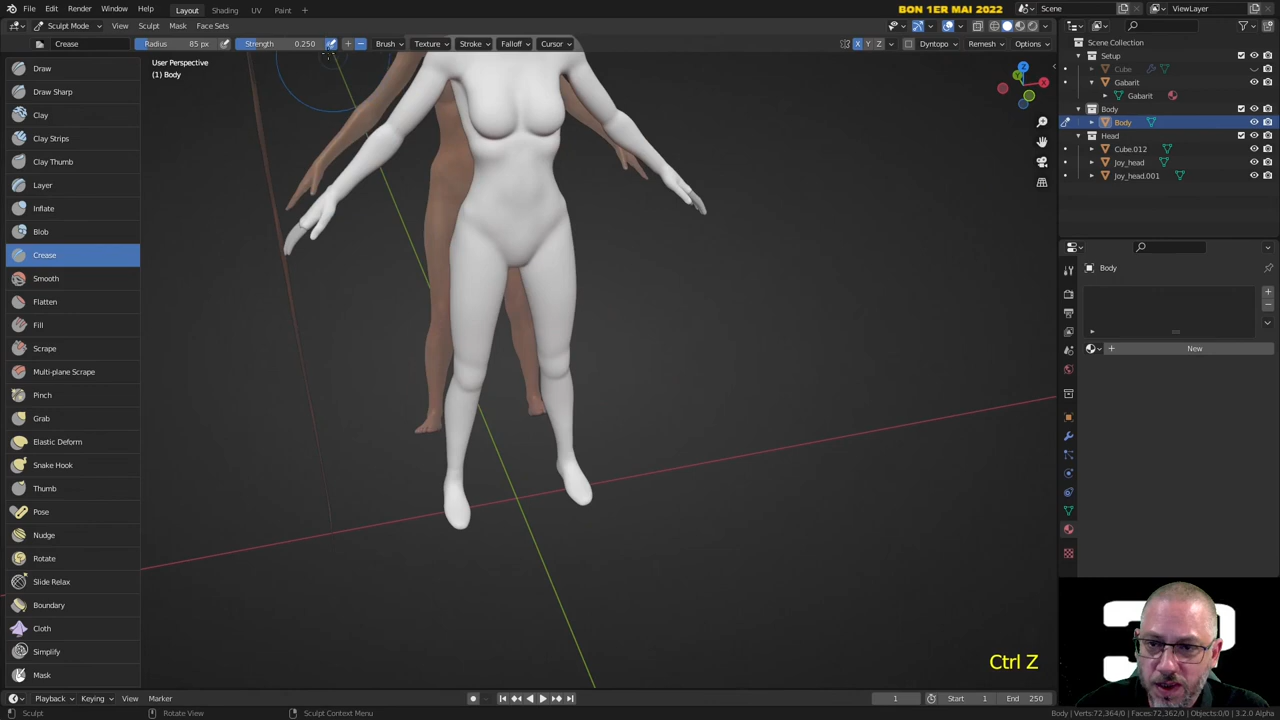 File Edit Render Window Help Layout Shading UV Paint BON 1ER MAI 2022 Scene ViewLayer
Sculpt Mode View Sculpt Mask Face Sets
Crease Radius 85 px Strength 0.250 Brush Texture Stroke Falloff Cursor X Y Z Dyntopo Remesh Options
User Perspective
(1) Body
Draw
Draw Sharp
Clay
Clay Strips
Clay Thumb
Layer
Inflate
Blob
Crease
Smooth
Flatten
Fill
Scrape
Multi-plane Scrape
Pinch
Grab
Elastic Deform
Snake Hook
Thumb
Pose
Nudge
Rotate
Slide Relax
Boundary
Cloth
Simplify
Mask
Z
Y
X
Scene Collection
Setup
Cube
Gabarit
Gabarit
Body
Body
Head
Cube.012
Joy_head
Joy_head.001
Body
New
Ctrl Z
Playback Keying View Marker 1 Start 1 End 250
Sculpt Rotate View Sculpt Context Menu Body | Verts:72,364/0 | Faces:72,362/0 | Objects:0/0 | 3.2.0 Alpha